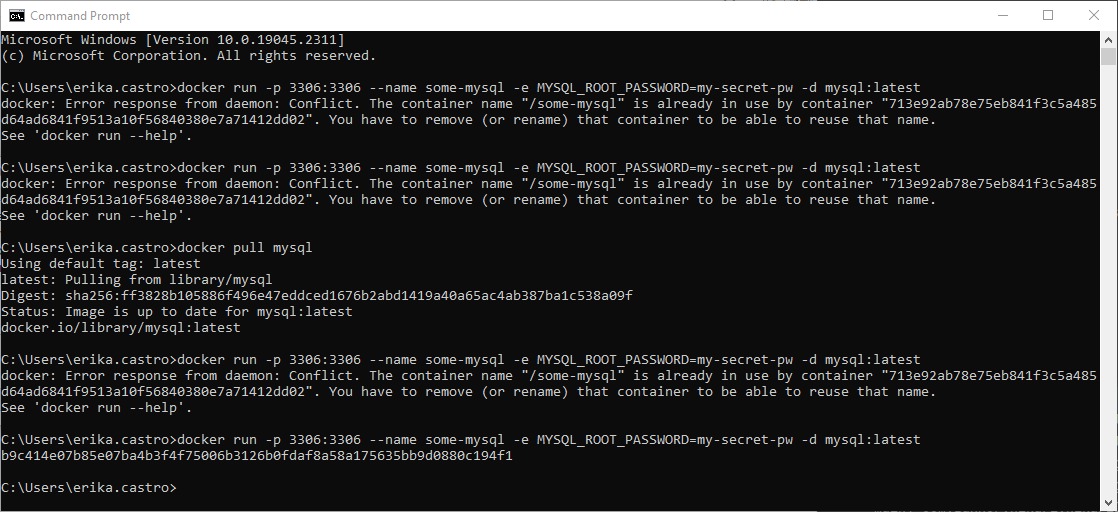 Command Prompt
Microsoft Windows [Version 10.0.19045.2311]
(c) Microsoft Corporation. All rights reserved.
C:\Users\erika.castro>docker run -p 3306:3306 --name some-mysql -e MYSQL_ROOT_PASSWORD=my-secret-pw -d mysql:latest
docker: Error response from daemon: Conflict. The container name "/some-mysql" is already in use by container "713e92ab78e75eb841f3c5a485
d64ad6841f9513a10f56840380e7a71412dd02". You have to remove (or rename) that container to be able to reuse that name.
See 'docker run --help'.
C:\Users\erika.castro>docker run -p 3306:3306 --name some-mysql -e MYSQL_ROOT_PASSWORD=my-secret-pw -d mysql:latest
docker: Error response from daemon: Conflict. The container name "/some-mysql" is already in use by container "713e92ab78e75eb841f3c5a485
d64ad6841f9513a10f56840380e7a71412dd02". You have to remove (or rename) that container to be able to reuse that name.
See 'docker run --help'.
C:\Users\erika.castro>docker pull mysql
Using default tag: latest
latest: Pulling from library/mysql
Digest: sha256:ff3828b105886f496e47eddced1676b2abd1419a40a65ac4ab387ba1c538a09f
Status: Image is up to date for mysql:latest
docker.io/library/mysql:latest
C:\Users\erika.castro>docker run -p 3306:3306 --name some-mysql -e MYSQL_ROOT_PASSWORD=my-secret-pw -d mysql:latest
docker: Error response from daemon: Conflict. The container name "/some-mysql" is already in use by container "713e92ab78e75eb841f3c5a485
d64ad6841f9513a10f56840380e7a71412dd02". You have to remove (or rename) that container to be able to reuse that name.
See 'docker run --help'.
C:\Users\erika.castro>docker run -p 3306:3306 --name some-mysql -e MYSQL_ROOT_PASSWORD=my-secret-pw -d mysql:latest
b9c414e07b85e07ba4b3f4f75006b3126b0fdaf8a58a175635bb9d0880c194f1
C:\Users\erika.castro>